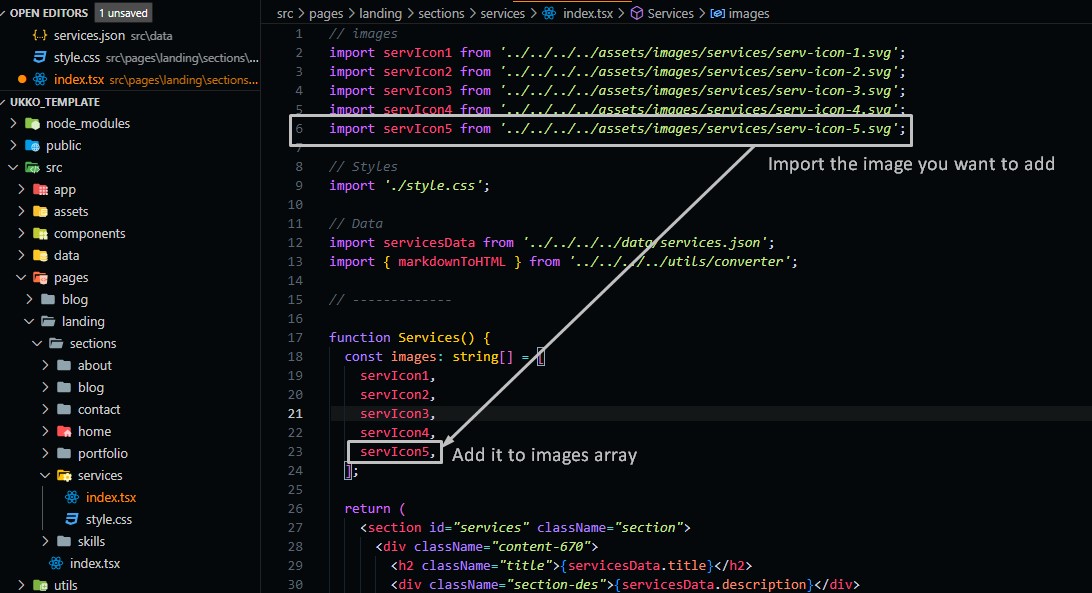 OPEN EDITORS 1 unsaved
services.json src\data
style.css src\pages\landing\sections\...
index.tsx src\pages\landing\sections...
UKKO_TEMPLATE
node_modules
public
src
app
assets
components
data
pages
blog
landing
sections
about
blog
contact
home
portfolio
services
index.tsx
style.css
skills
index.tsx
utils
src > pages > landing > sections > services > index.tsx > Services > images
1 // images
2 import servIcon1 from '../../../../assets/images/services/serv-icon-1.svg';
3 import servIcon2 from '../../../../assets/images/services/serv-icon-2.svg';
4 import servIcon3 from '../../../../assets/images/services/serv-icon-3.svg';
5 import servIcon4 from '../../../../assets/images/services/serv-icon-4.svg';
6 import servIcon5 from '../../../../assets/images/services/serv-icon-5.svg';
7
Import the image you want to add
8 // Styles
9 import './style.css';
10
11 // Data
12 import servicesData from '../../../../data/services.json';
13 import { markdownToHTML } from '../../../../utils/converter';
14
15 // -------------
16
17 function Services() {
18 const images: string[] = [
19 servIcon1,
20 servIcon2,
21 servIcon3,
22 servIcon4,
23 servIcon5,
Add it to images array
24 ];
25
26 return (
27 <section id="services" className="section">
28 <div className="content-670">
29 <h2 className="title">{servicesData.title}</h2>
30 <div className="section-des">{servicesData.description}</div>